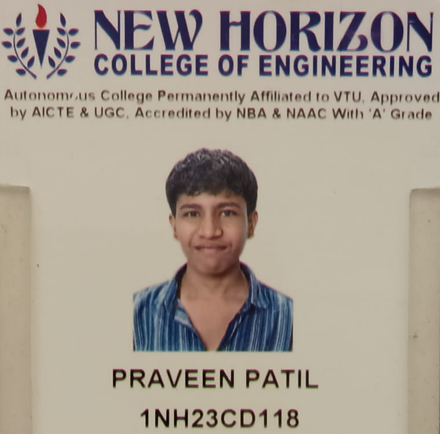 NEW HORIZON
COLLEGE OF ENGINEERING
Autonomous College Permanently Affiliated to VTU, Approved
by AICTE & UGC, Accredited by NBA & NAAC With 'A' Grade
PRAVEEN PATIL
1NH23CD118